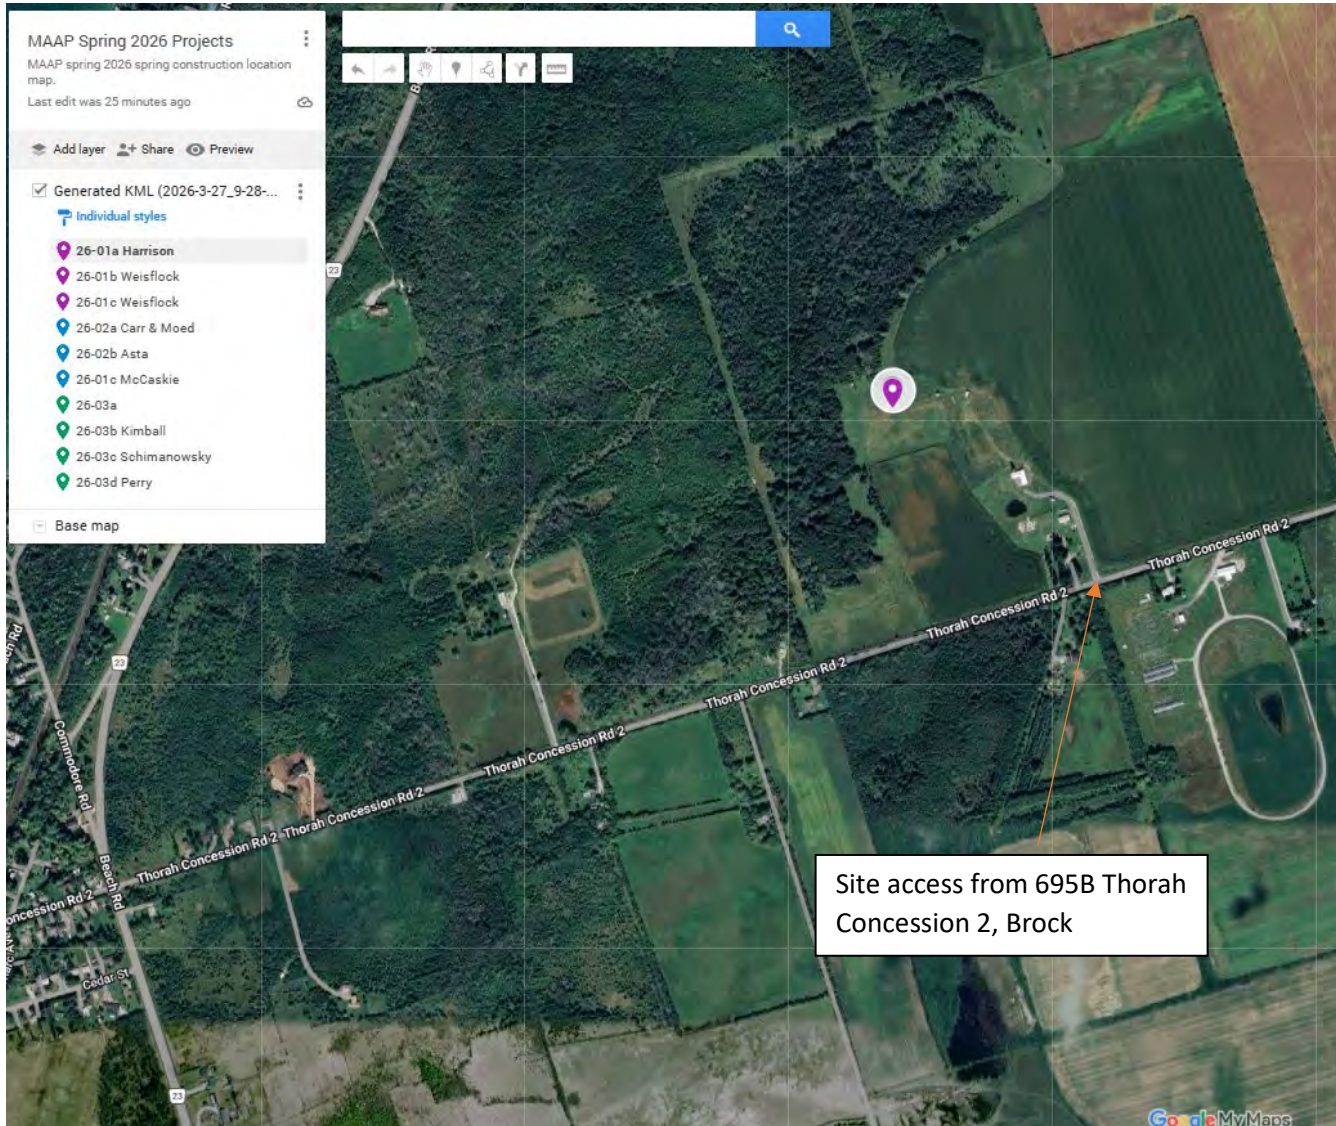 MAAP Spring 2026 Projects
MAAP spring 2026 spring construction location
map.
Last edit was 25 minutes ago
Add layer
Share
Preview
Generated KML (2026-3-27_9-28-...
Individual styles
26-01a Harrison
26-01b Weisflock
26-01c Weisflock
26-02a Carr & Moed
26-02b Asta
26-01c McCaskie
26-03a
26-03b Kimball
26-03c Schimanowsky
26-03d Perry
Base map
23
Thorah Concession Rd 2
Thorah Concession Rd 2
Thorah Concession Rd 2
Thorah Concession Rd 2
Thorah Concession Rd 2
Thorah Concession Rd 2
Thorah Concession Rd 2
23
Commodore Rd
Beach Rd
oncession Rd 2
Cedar St
23
Site access from 695B Thorah
Concession 2, Brock
Google My Maps